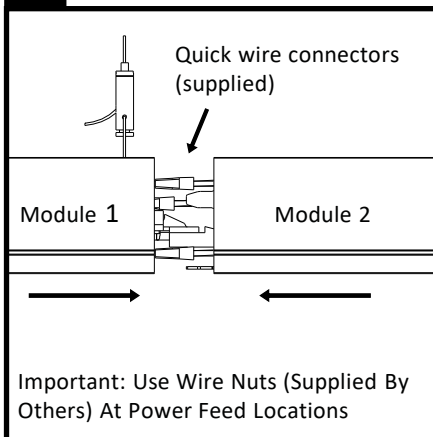 Quick wire connectors
(supplied)
Module 1
Module 2
Important: Use Wire Nuts (Supplied By
Others) At Power Feed Locations